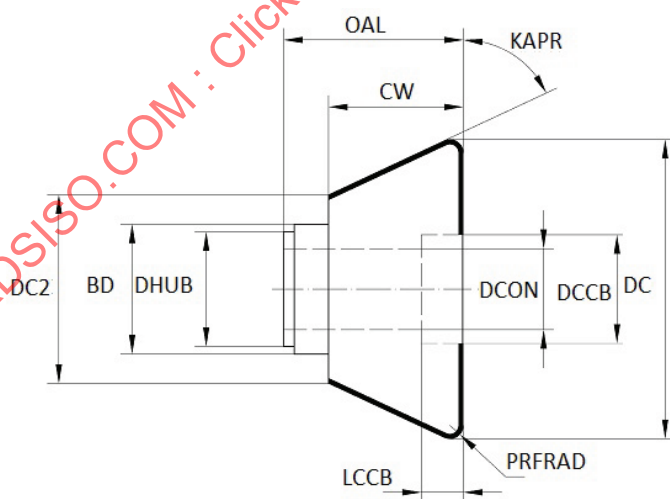 OAL
KAPR
CW
DC2
BD
DHUB
DCON
DCCB
DC
LCCB
PRFRAD
DSISO.COM : Click